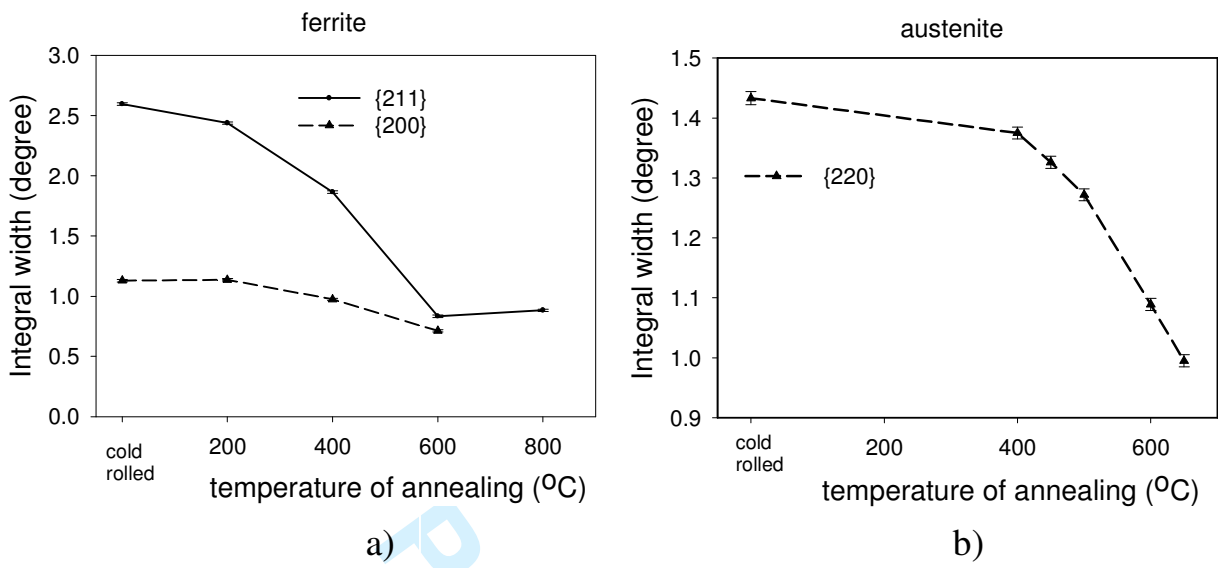 ferrite
Integral width (degree)
3.0
2.5
2.0
1.5
1.0
0.5
0.0
{211}
{200}
cold
rolled
200
400
600
800
temperature of annealing (ºC)
a)
austenite
Integral width (degree)
1.5
1.4
1.3
1.2
1.1
1.0
0.9
{220}
cold
rolled
200
400
600
temperature of annealing (ºC)
b)